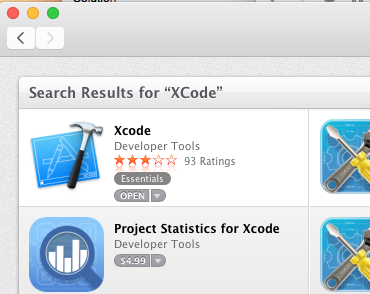 Search Results for “XCode”
Xcode
Developer Tools
93 Ratings
Essentials
OPEN
Project Statistics for Xcode
Developer Tools
$4.99